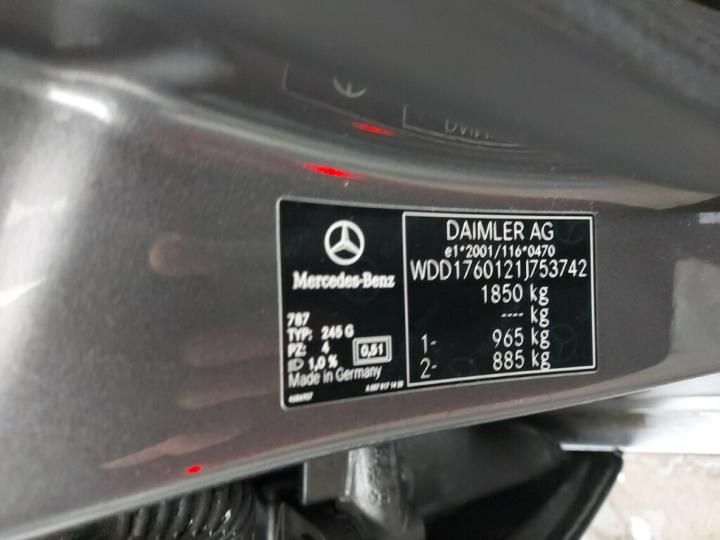 Mercedes-Benz
787
TYP: 245 G
PZ: 4
0,51
1,0 %
Made in Germany
DAIMLER AG
e1*2001/116*0470
WDD1760121J753742
1850 kg
---- kg
1- 965 kg
2- 885 kg